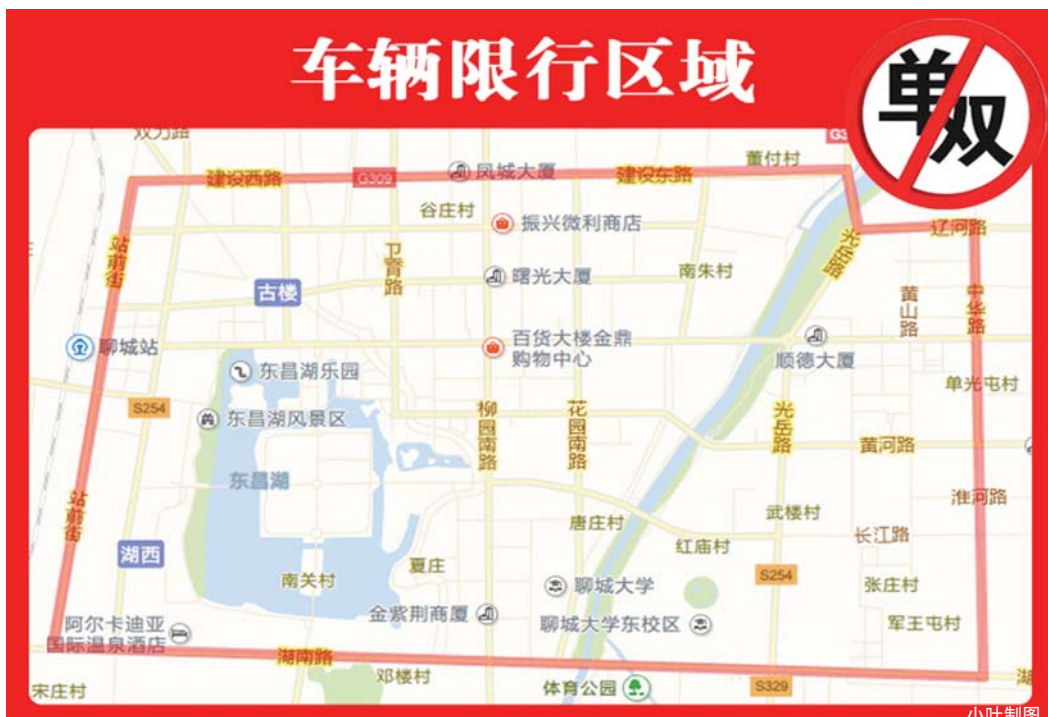 车辆限行区域
单双
双力路
董付村
G3
建设西路
G309
凤城大厦
建设东路
谷庄村
振兴微利商店
辽河路
站前街
卫育路
光岳路
曙光大厦
南朱村
古楼
黄山路
中华路
聊城站
百货大楼金鼎
购物中心
顺德大厦
东昌湖乐园
单光屯村
S254
东昌湖风景区
柳园南路
花园南路
光岳路
黄河路
东昌湖
站前街
淮河路
唐庄村
武楼村
长江路
湖西
红庙村
夏庄
南关村
聊城大学
S254
张庄村
金紫荆商厦
聊城大学东校区
军王屯村
阿尔卡迪亚
国际温泉酒店
湖南路
邓楼村
体育公园
S329
湖
宋庄村
小叶制图